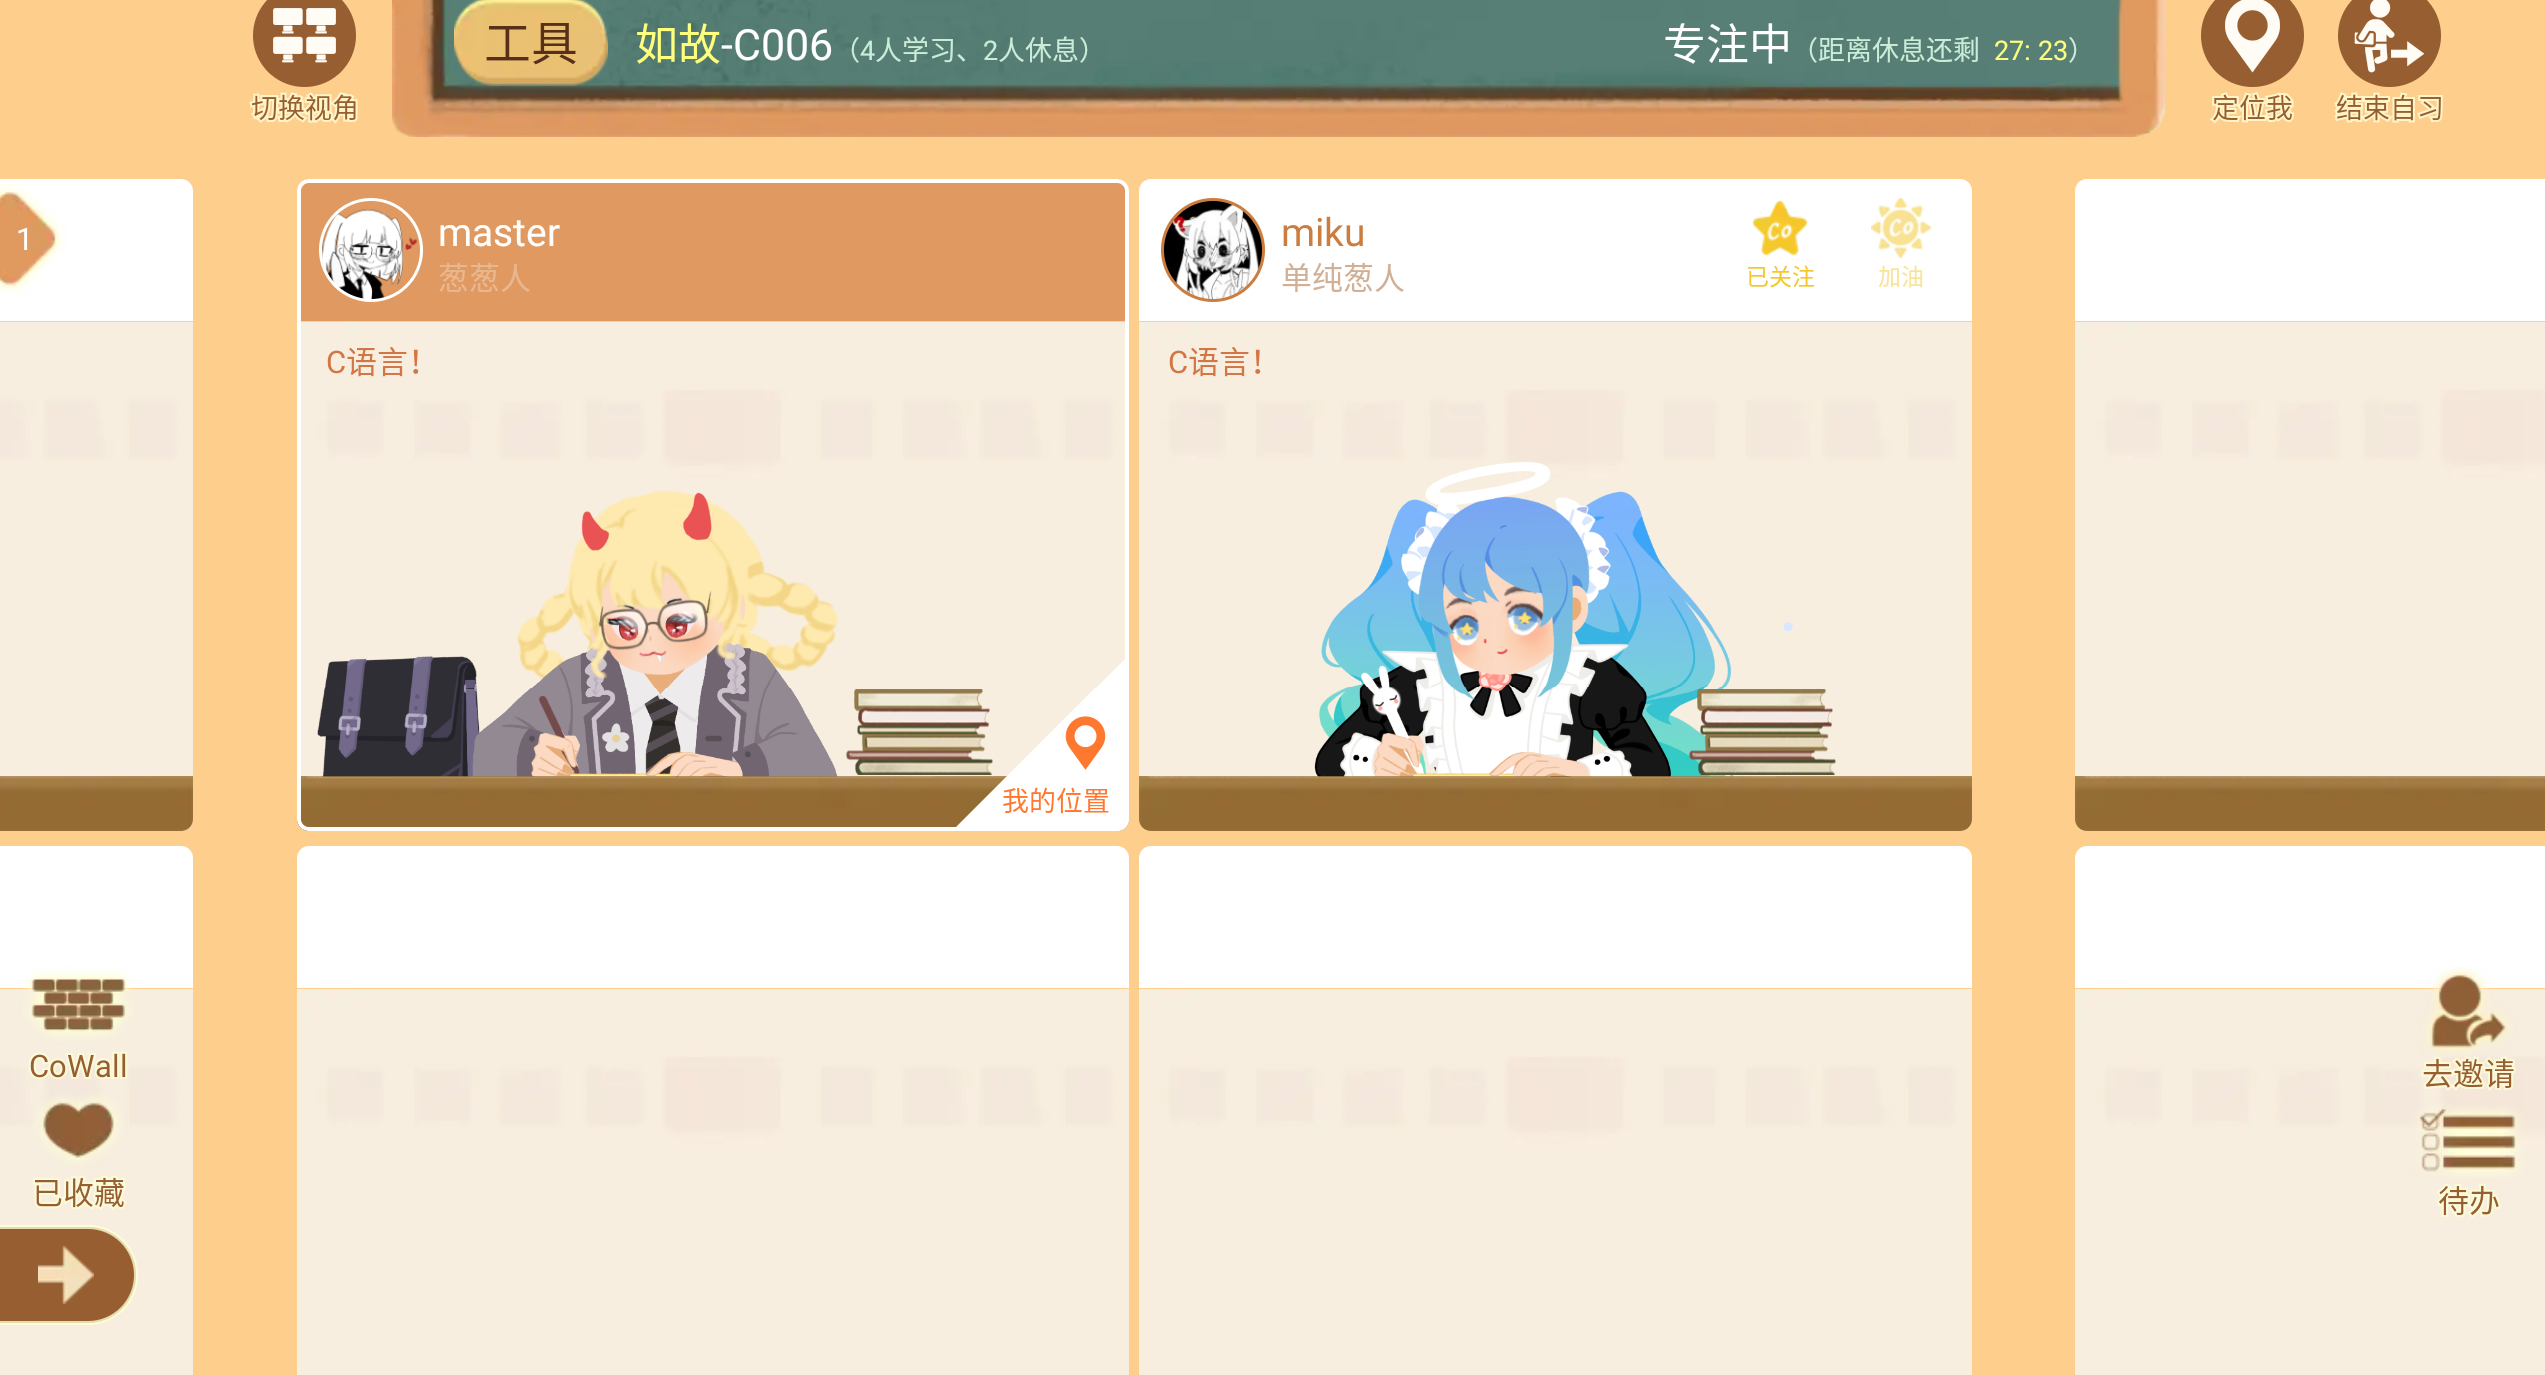 工具
如故-C006（4人学习、2人休息）
专注中（距离休息还剩 27: 23）
切换视角
定位我
结束自习
1
master
葱葱人
miku
单纯葱人
Co
已关注
Co
加油
C语言！
C语言！
我的位置
CoWall
已收藏
去邀请
待办